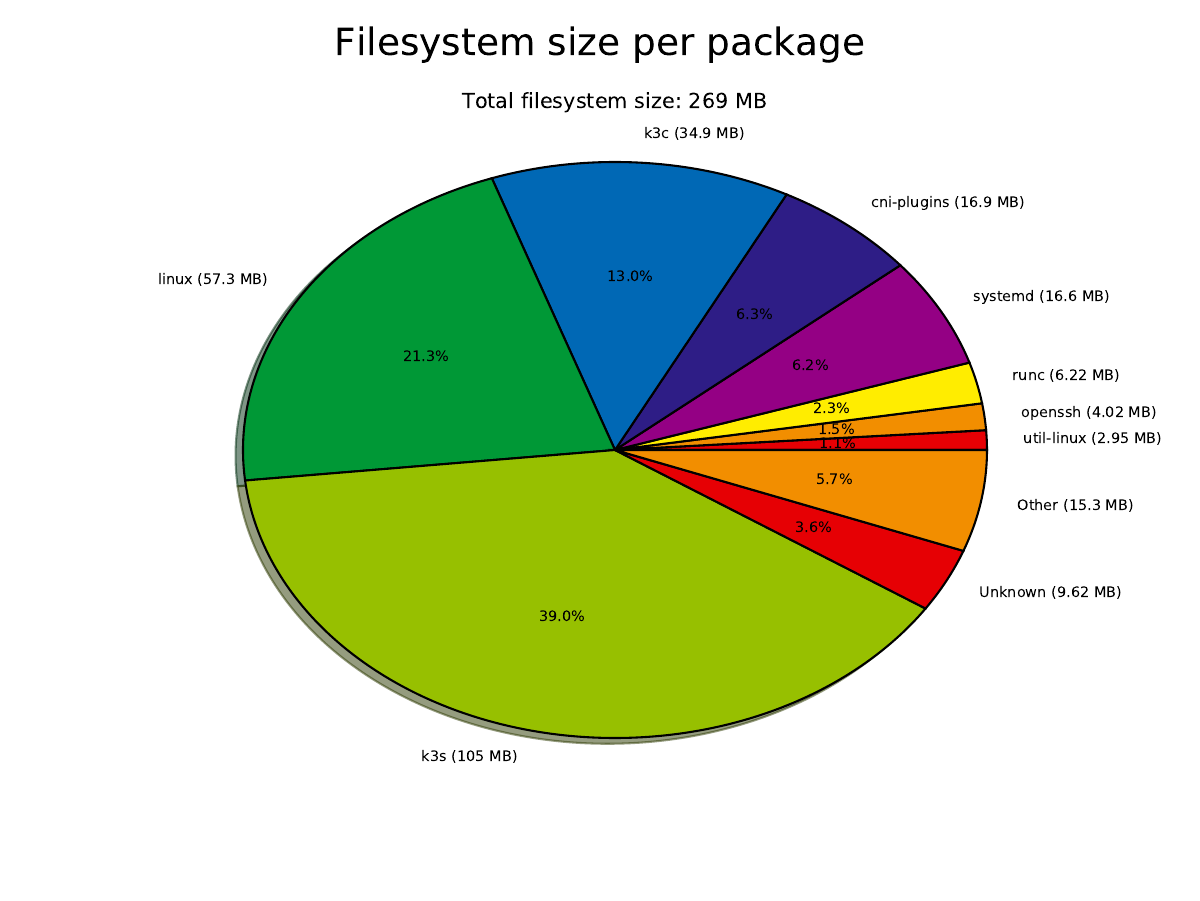 Filesystem size per package
Total filesystem size: 269 MB
k3c (34.9 MB)
cni-plugins (16.9 MB)
linux (57.3 MB)
13.0%
systemd (16.6 MB)
6.3%
21.3%
6.2%
runc (6.22 MB)
2.3%
openssh (4.02 MB)
1.5%
util-linux (2.95 MB)
1.1%
5.7%
Other (15.3 MB)
3.6%
Unknown (9.62 MB)
39.0%
k3s (105 MB)